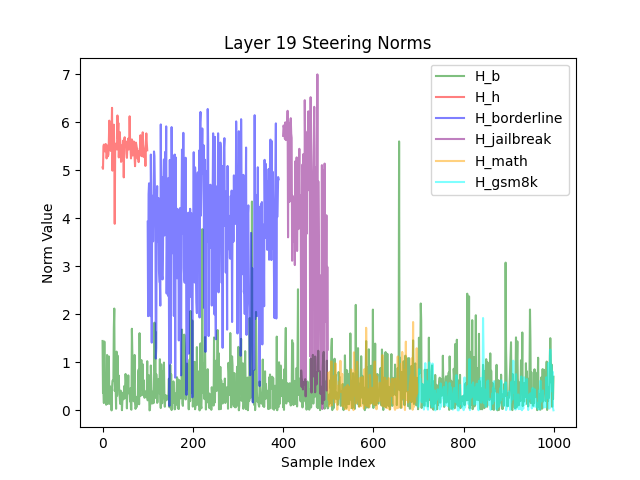 Layer 19 Steering Norms
7
6
5
4
3
2
1
0
Norm Value
H_b
H_h
H_borderline
H_jailbreak
H_math
H_gsm8k
0 200 400 600 800 1000
Sample Index